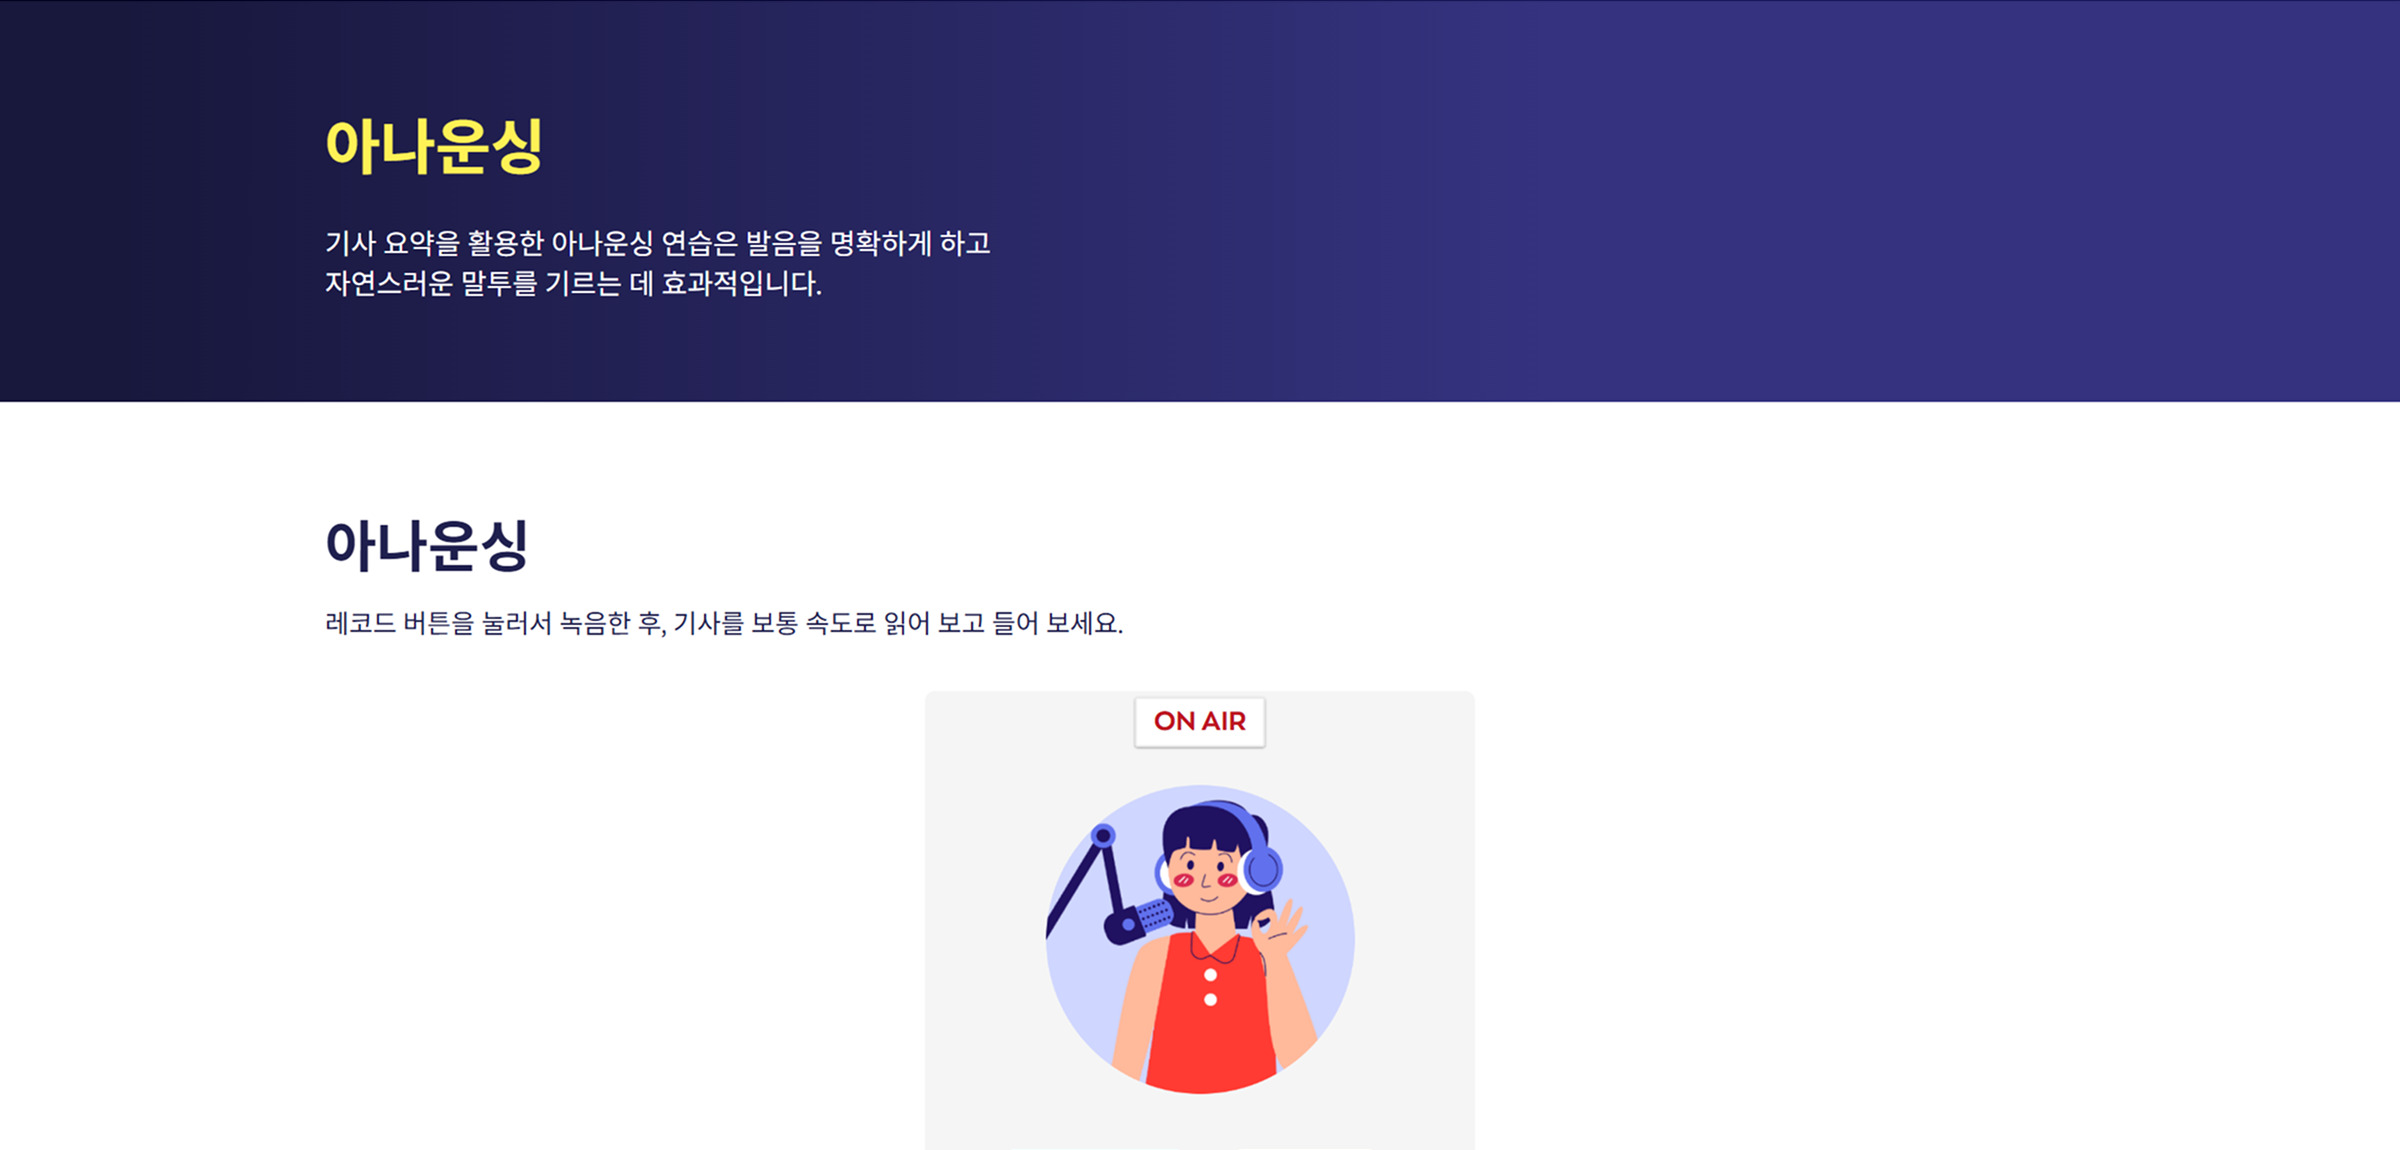 아나운싱
기사 요약을 활용한 아나운싱 연습은 발음을 명확하게 하고
자연스러운 말투를 기르는 데 효과적입니다.
아나운싱
레코드 버튼을 눌러서 녹음한 후, 기사를 보통 속도로 읽어 보고 들어 보세요.
ON AIR